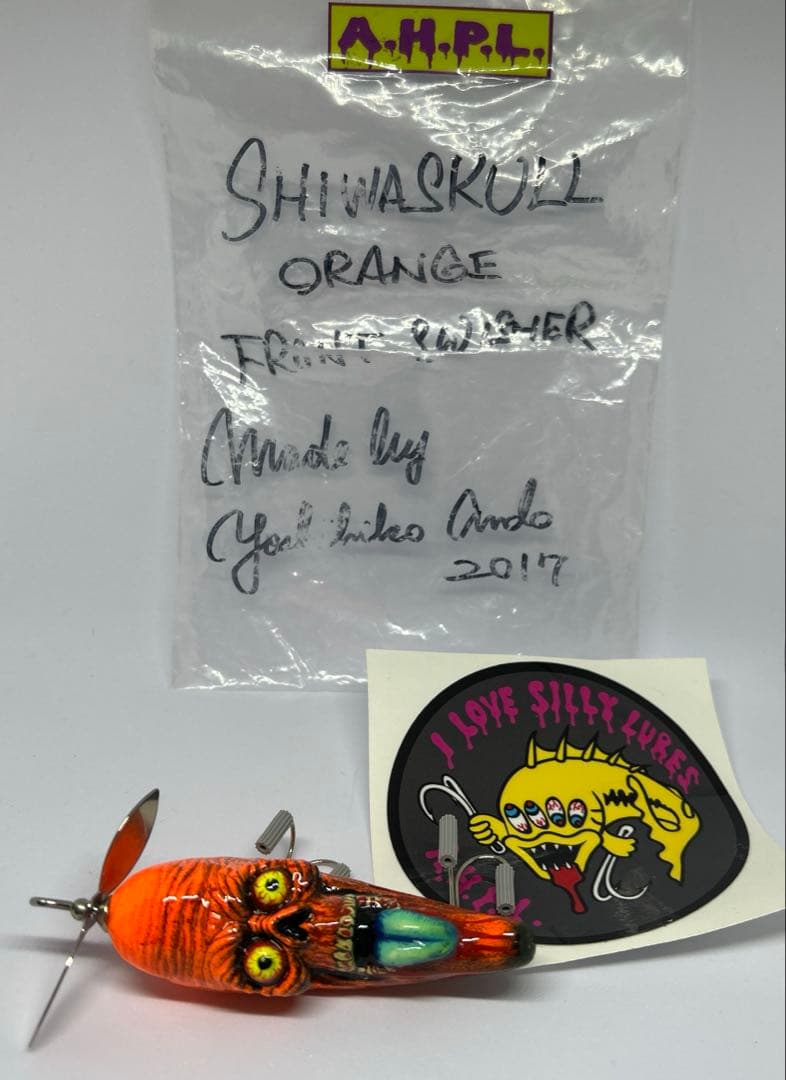 A.H.P.L.
SHIWASKULL
ORANGE
FRONT SWISHER
Made by
Yoshihiko Ando
2017
I LOVE SILLY LURES
A.H.P.L.